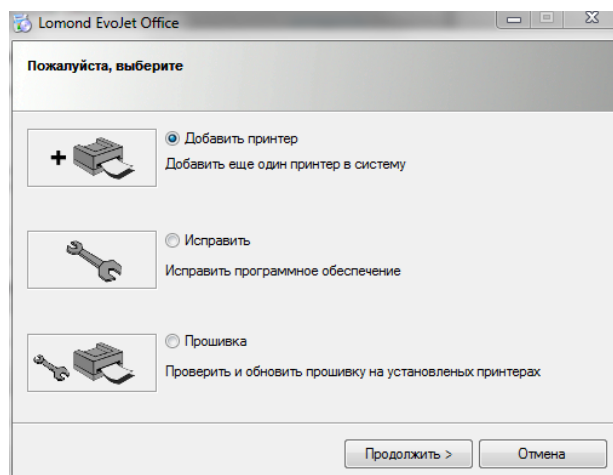 Lomond EvoJet Office
Пожалуйста, выберите
Добавить принтер
Добавить еще один принтер в систему
Исправить
Исправить программное обеспечение
Прошивка
Проверить и обновить прошивку на установленых принтерах
Продолжить >
Отмена